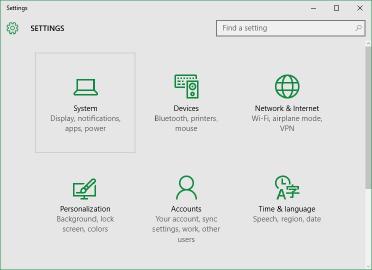 Settings
SETTINGS
Find a setting
System
Display, notifications,
apps, power
Devices
Bluetooth, printers,
mouse
Network & Internet
Wi-Fi, airplane mode,
VPN
Personalization
Background, lock
screen, colors
Accounts
Your account, sync
settings, work, other
users
A字
Time & language
Speech, region, date